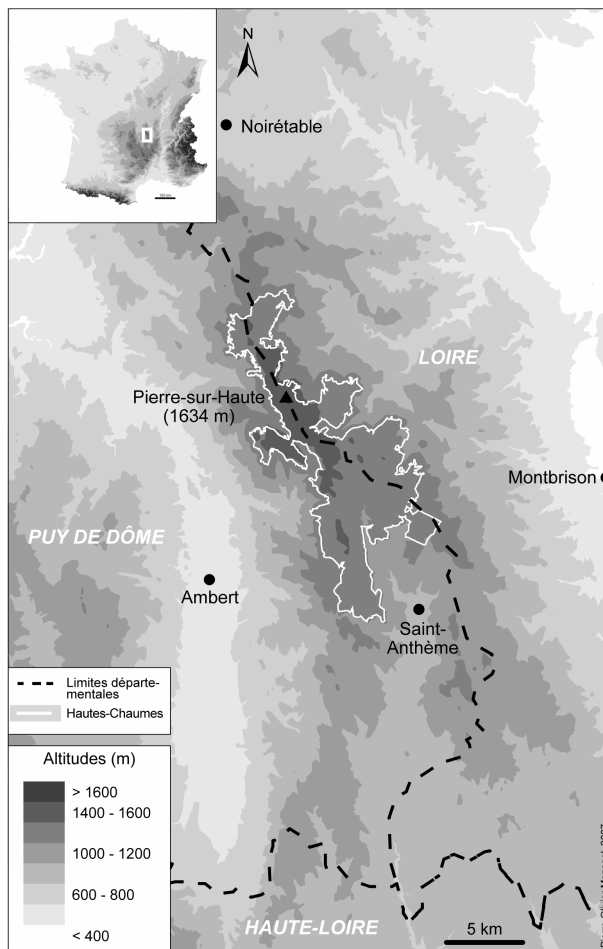 N
Noirétable
LOIRE
Pierre-sur-Haute
(1634 m)
Montbrison
PUY DE DÔME
Ambert
Saint-
Anthème
Limites départe-
mentales
Hautes-Chaumes
Altitudes (m)
> 1600
1400 - 1600
1000 - 1200
600 - 800
< 400
HAUTE-LOIRE
5 km